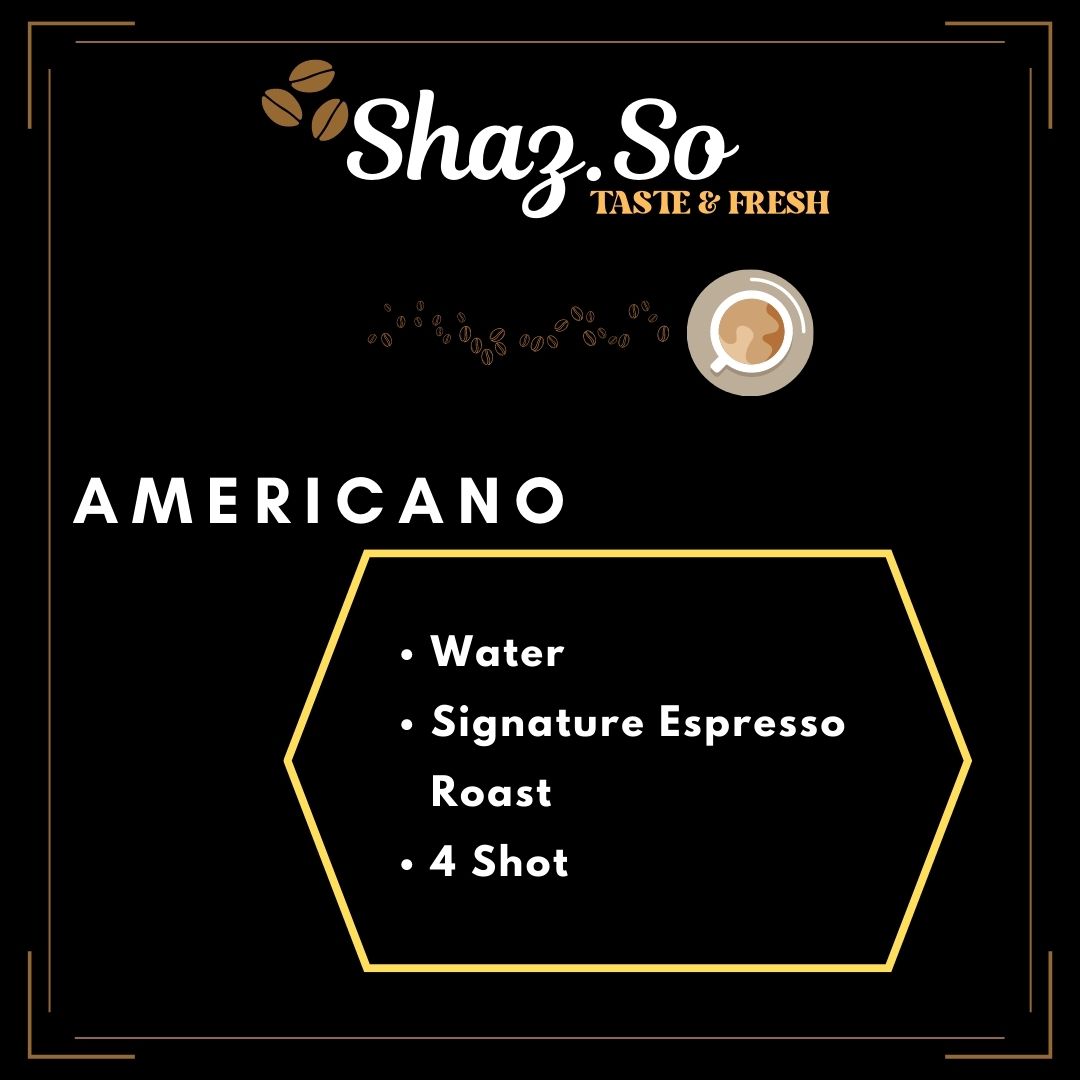 Shaz.So
TASTE & FRESH
AMERICANO
• Water
• Signature Espresso
Roast
• 4 Shot